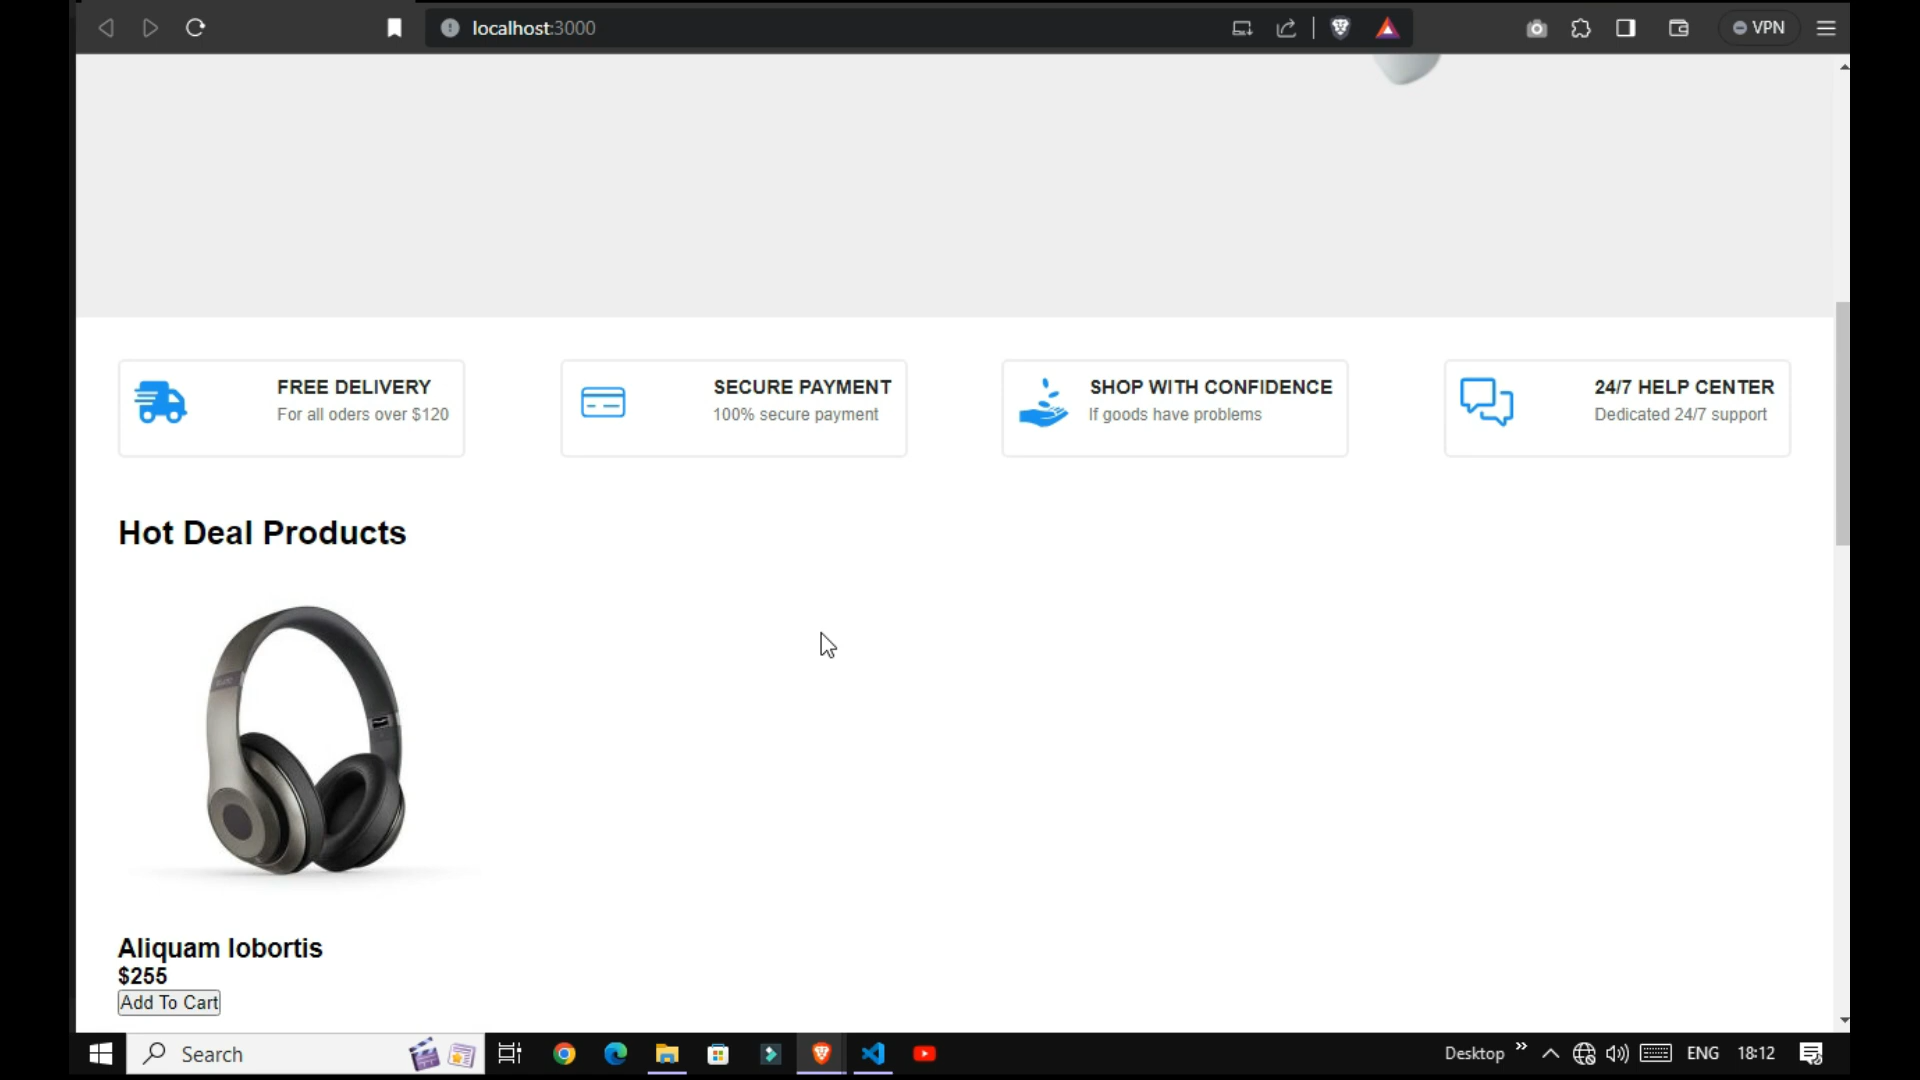 localhost:3000
VPN
FREE DELIVERY
For all oders over $120
SECURE PAYMENT
100% secure payment
SHOP WITH CONFIDENCE
If goods have problems
24/7 HELP CENTER
Dedicated 24/7 support
Hot Deal Products
Aliquam lobortis
$255
Add To Cart
Search
Desktop
ENG
18:12